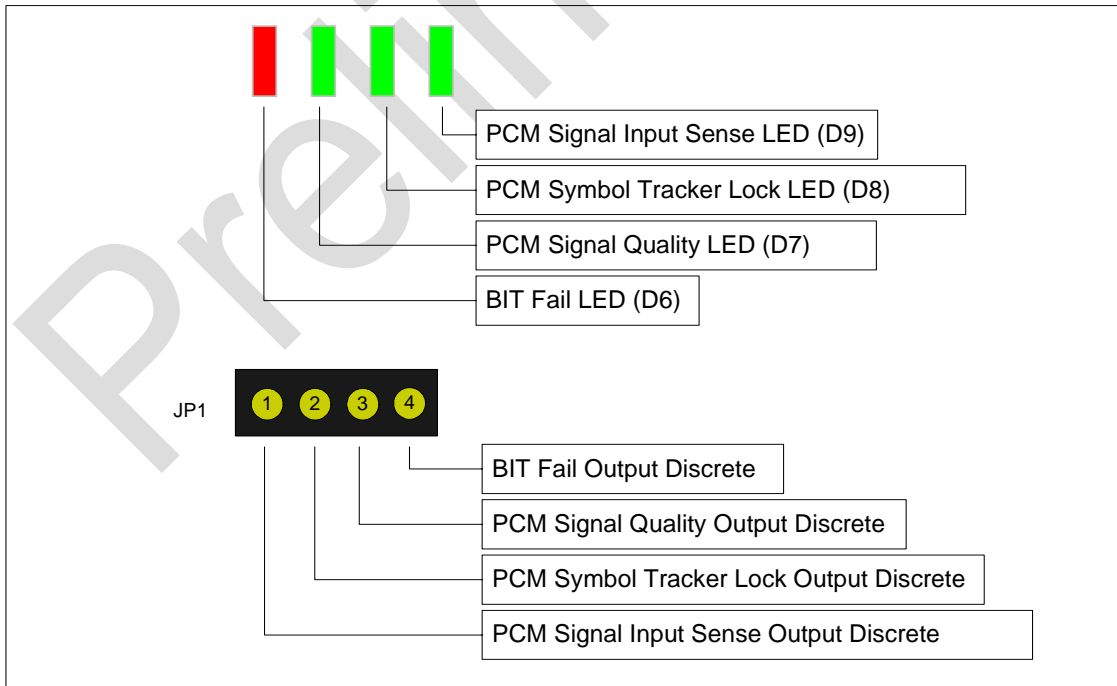 PCM Signal Input Sense LED (D9)
PCM Symbol Tracker Lock LED (D8)
PCM Signal Quality LED (D7)
BIT Fail LED (D6)
JP1
1 2 3 4
BIT Fail Output Discrete
PCM Signal Quality Output Discrete
PCM Symbol Tracker Lock Output Discrete
PCM Signal Input Sense Output Discrete